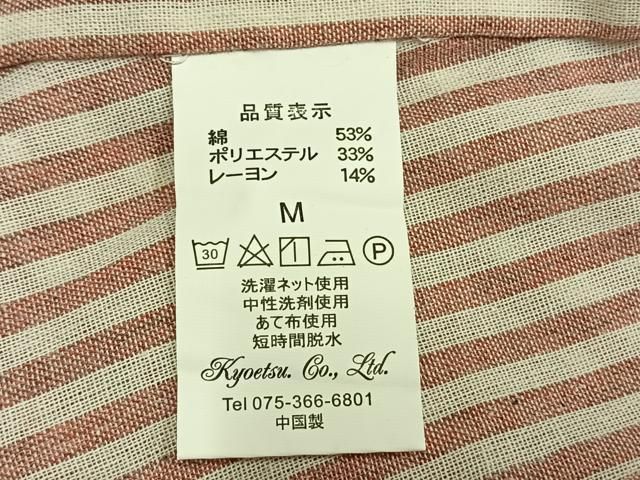 品質表示
綿 53%
ポリエステル 33%
レーヨン 14%
M
30 P
洗濯ネット使用
中性洗剤使用
あて布使用
短時間脱水
Kyoetsu. Co., Ltd.
Tel 075-366-6801
中国製